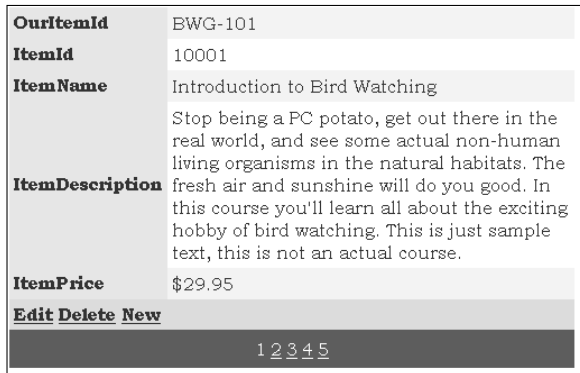 OurItemId BWG-101
ItemId 10001
ItemName Introduction to Bird Watching
ItemDescription Stop being a PC potato, get out there in the
real world, and see some actual non-human
living organisms in the natural habitats. The
fresh air and sunshine will do you good. In
this course you'll learn all about the exciting
hobby of bird watching. This is just sample
text, this is not an actual course.
ItemPrice $29.95
Edit Delete New
1 2 3 4 5